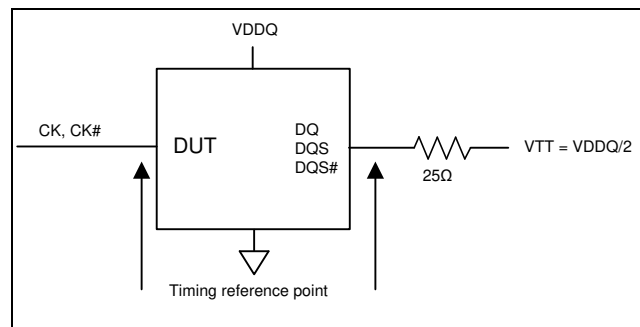 VDDQ
CK, CK#
DUT
DQ
DQS
DQS#
25Ω
VTT = VDDQ/2
Timing reference point